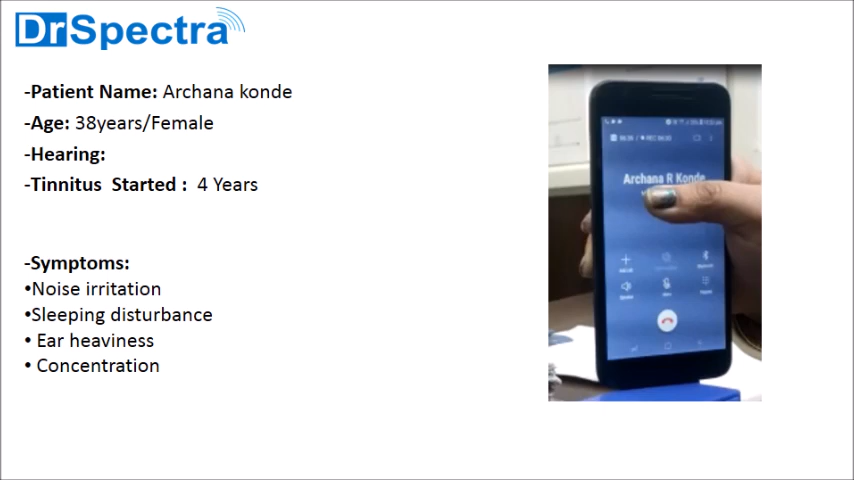 DrSpectra
-Patient Name: Archana konde
-Age: 38years/Female
-Hearing:
-Tinnitus Started : 4 Years
-Symptoms:
•Noise irritation
•Sleeping disturbance
• Ear heaviness
• Concentration
Archana R Konde